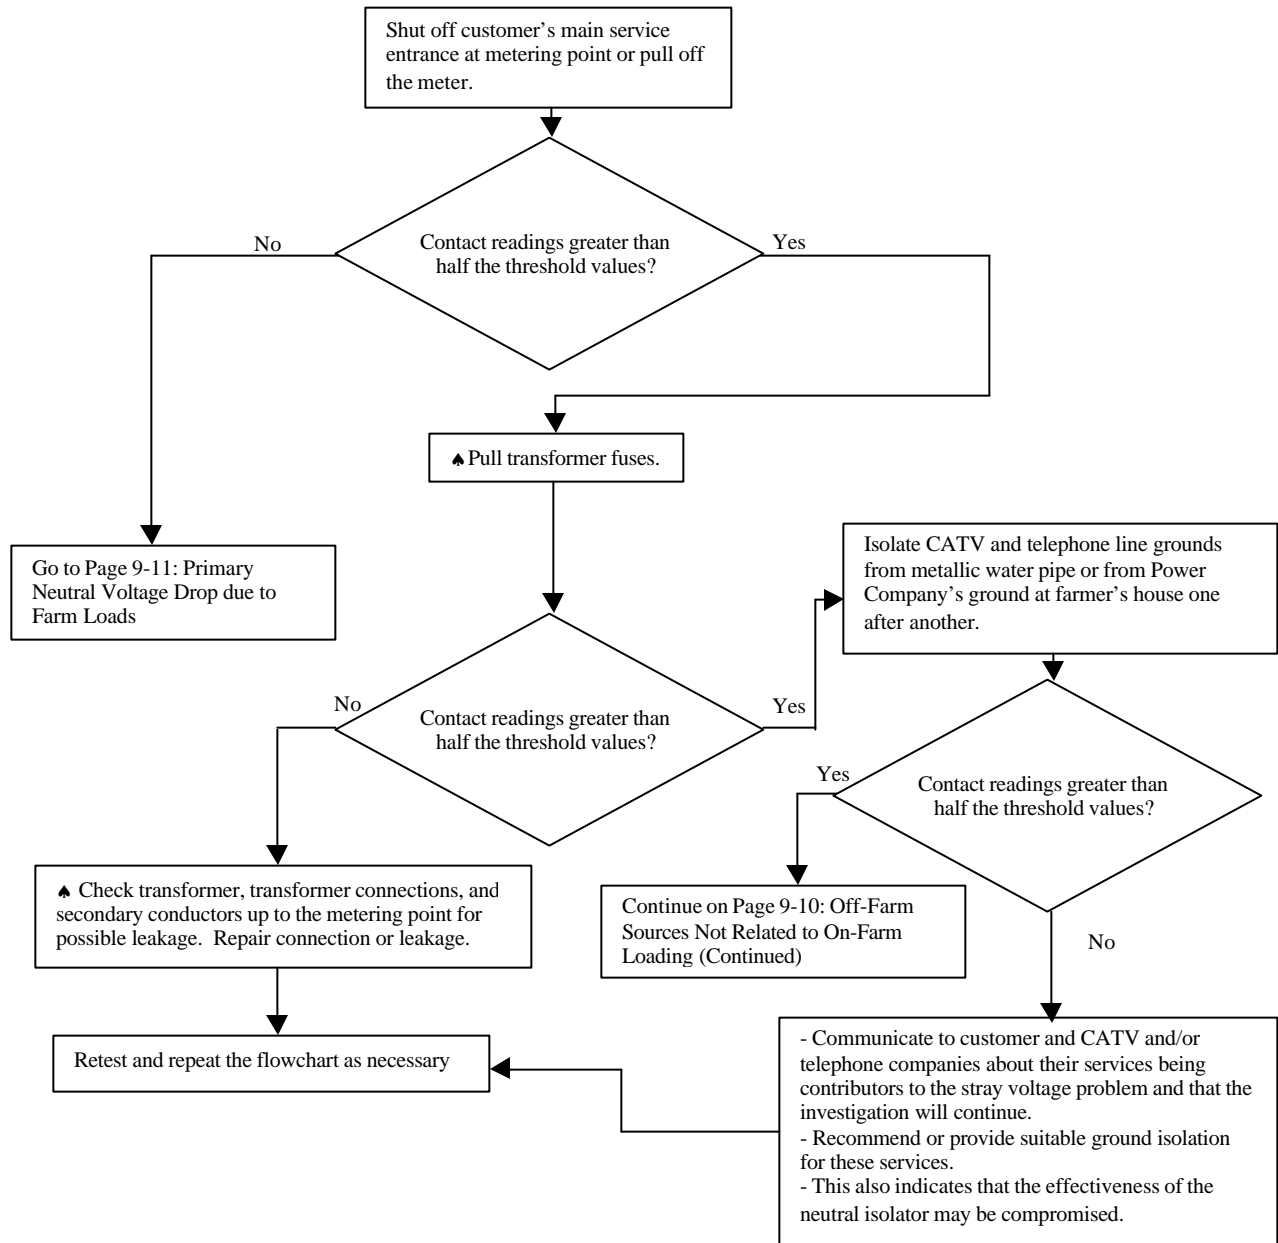 Shut off customer's main service
entrance at metering point or pull off
the meter.
Contact readings greater than
half the threshold values?
No
Yes
♠ Pull transformer fuses.
Go to Page 9-11: Primary
Neutral Voltage Drop due to
Farm Loads
Isolate CATV and telephone line grounds
from metallic water pipe or from Power
Company's ground at farmer's house one
after another.
Contact readings greater than
half the threshold values?
No
Yes
Contact readings greater than
half the threshold values?
Yes
No
♠ Check transformer, transformer connections, and
secondary conductors up to the metering point for
possible leakage.  Repair connection or leakage.
Continue on Page 9-10: Off-Farm
Sources Not Related to On-Farm
Loading (Continued)
Retest and repeat the flowchart as necessary
- Communicate to customer and CATV and/or
telephone companies about their services being
contributors to the stray voltage problem and that the
investigation will continue.
- Recommend or provide suitable ground isolation
for these services.
- This also indicates that the effectiveness of the
neutral isolator may be compromised.